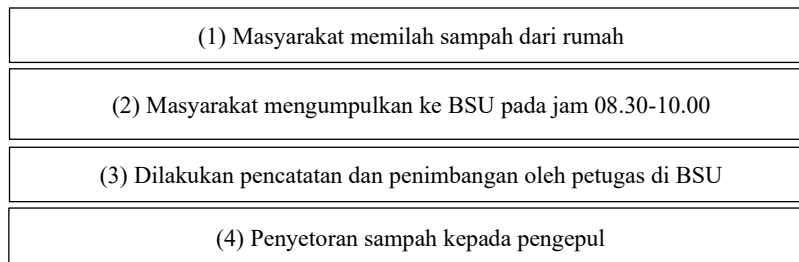 (1) Masyarakat memilah sampah dari rumah
(2) Masyarakat mengumpulkan ke BSU pada jam 08.30-10.00
(3) Dilakukan pencatatan dan penimbangan oleh petugas di BSU
(4) Penyetoran sampah kepada pengepul